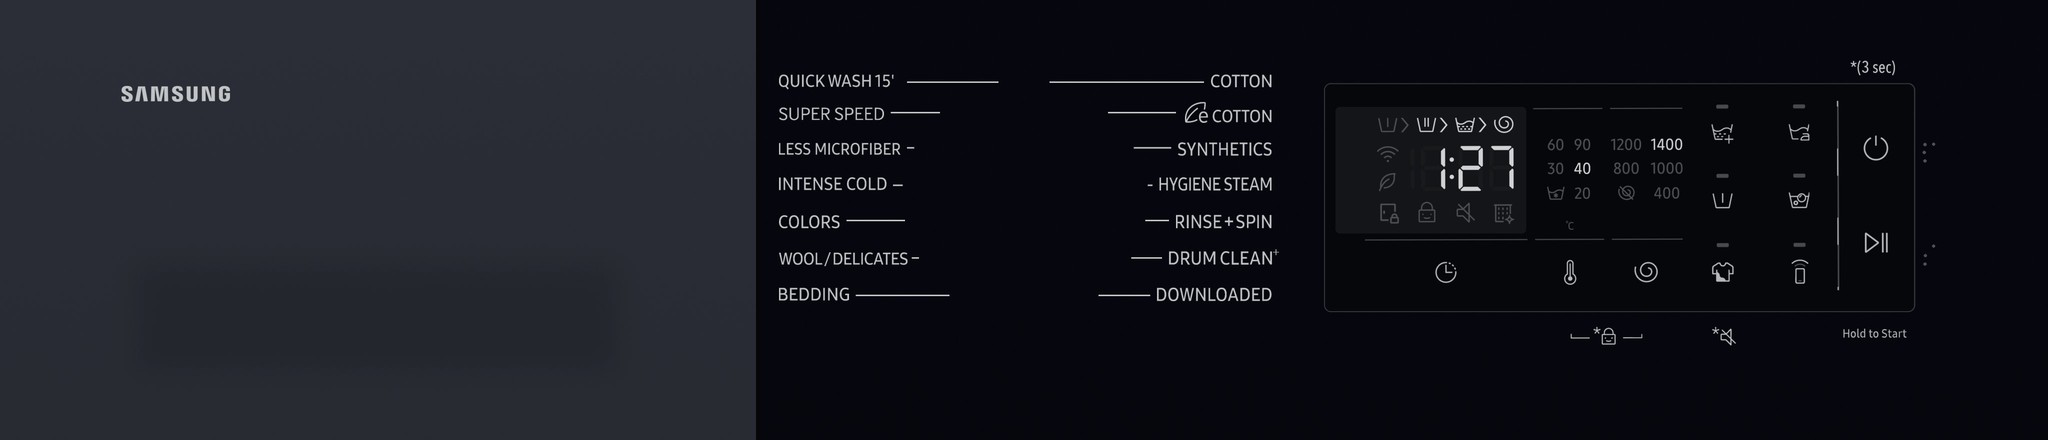 SAMSUNG
QUICK WASH 15'
SUPER SPEED
LESS MICROFIBER
INTENSE COLD
COLORS
WOOL/DELICATES
BEDDING
COTTON
e COTTON
SYNTHETICS
HYGIENE STEAM
RINSE+SPIN
DRUM CLEAN+
DOWNLOADED
1:27
60 90
30 40
20
°C
1200 1400
800 1000
400
*(3 sec)
*
*
Hold to Start